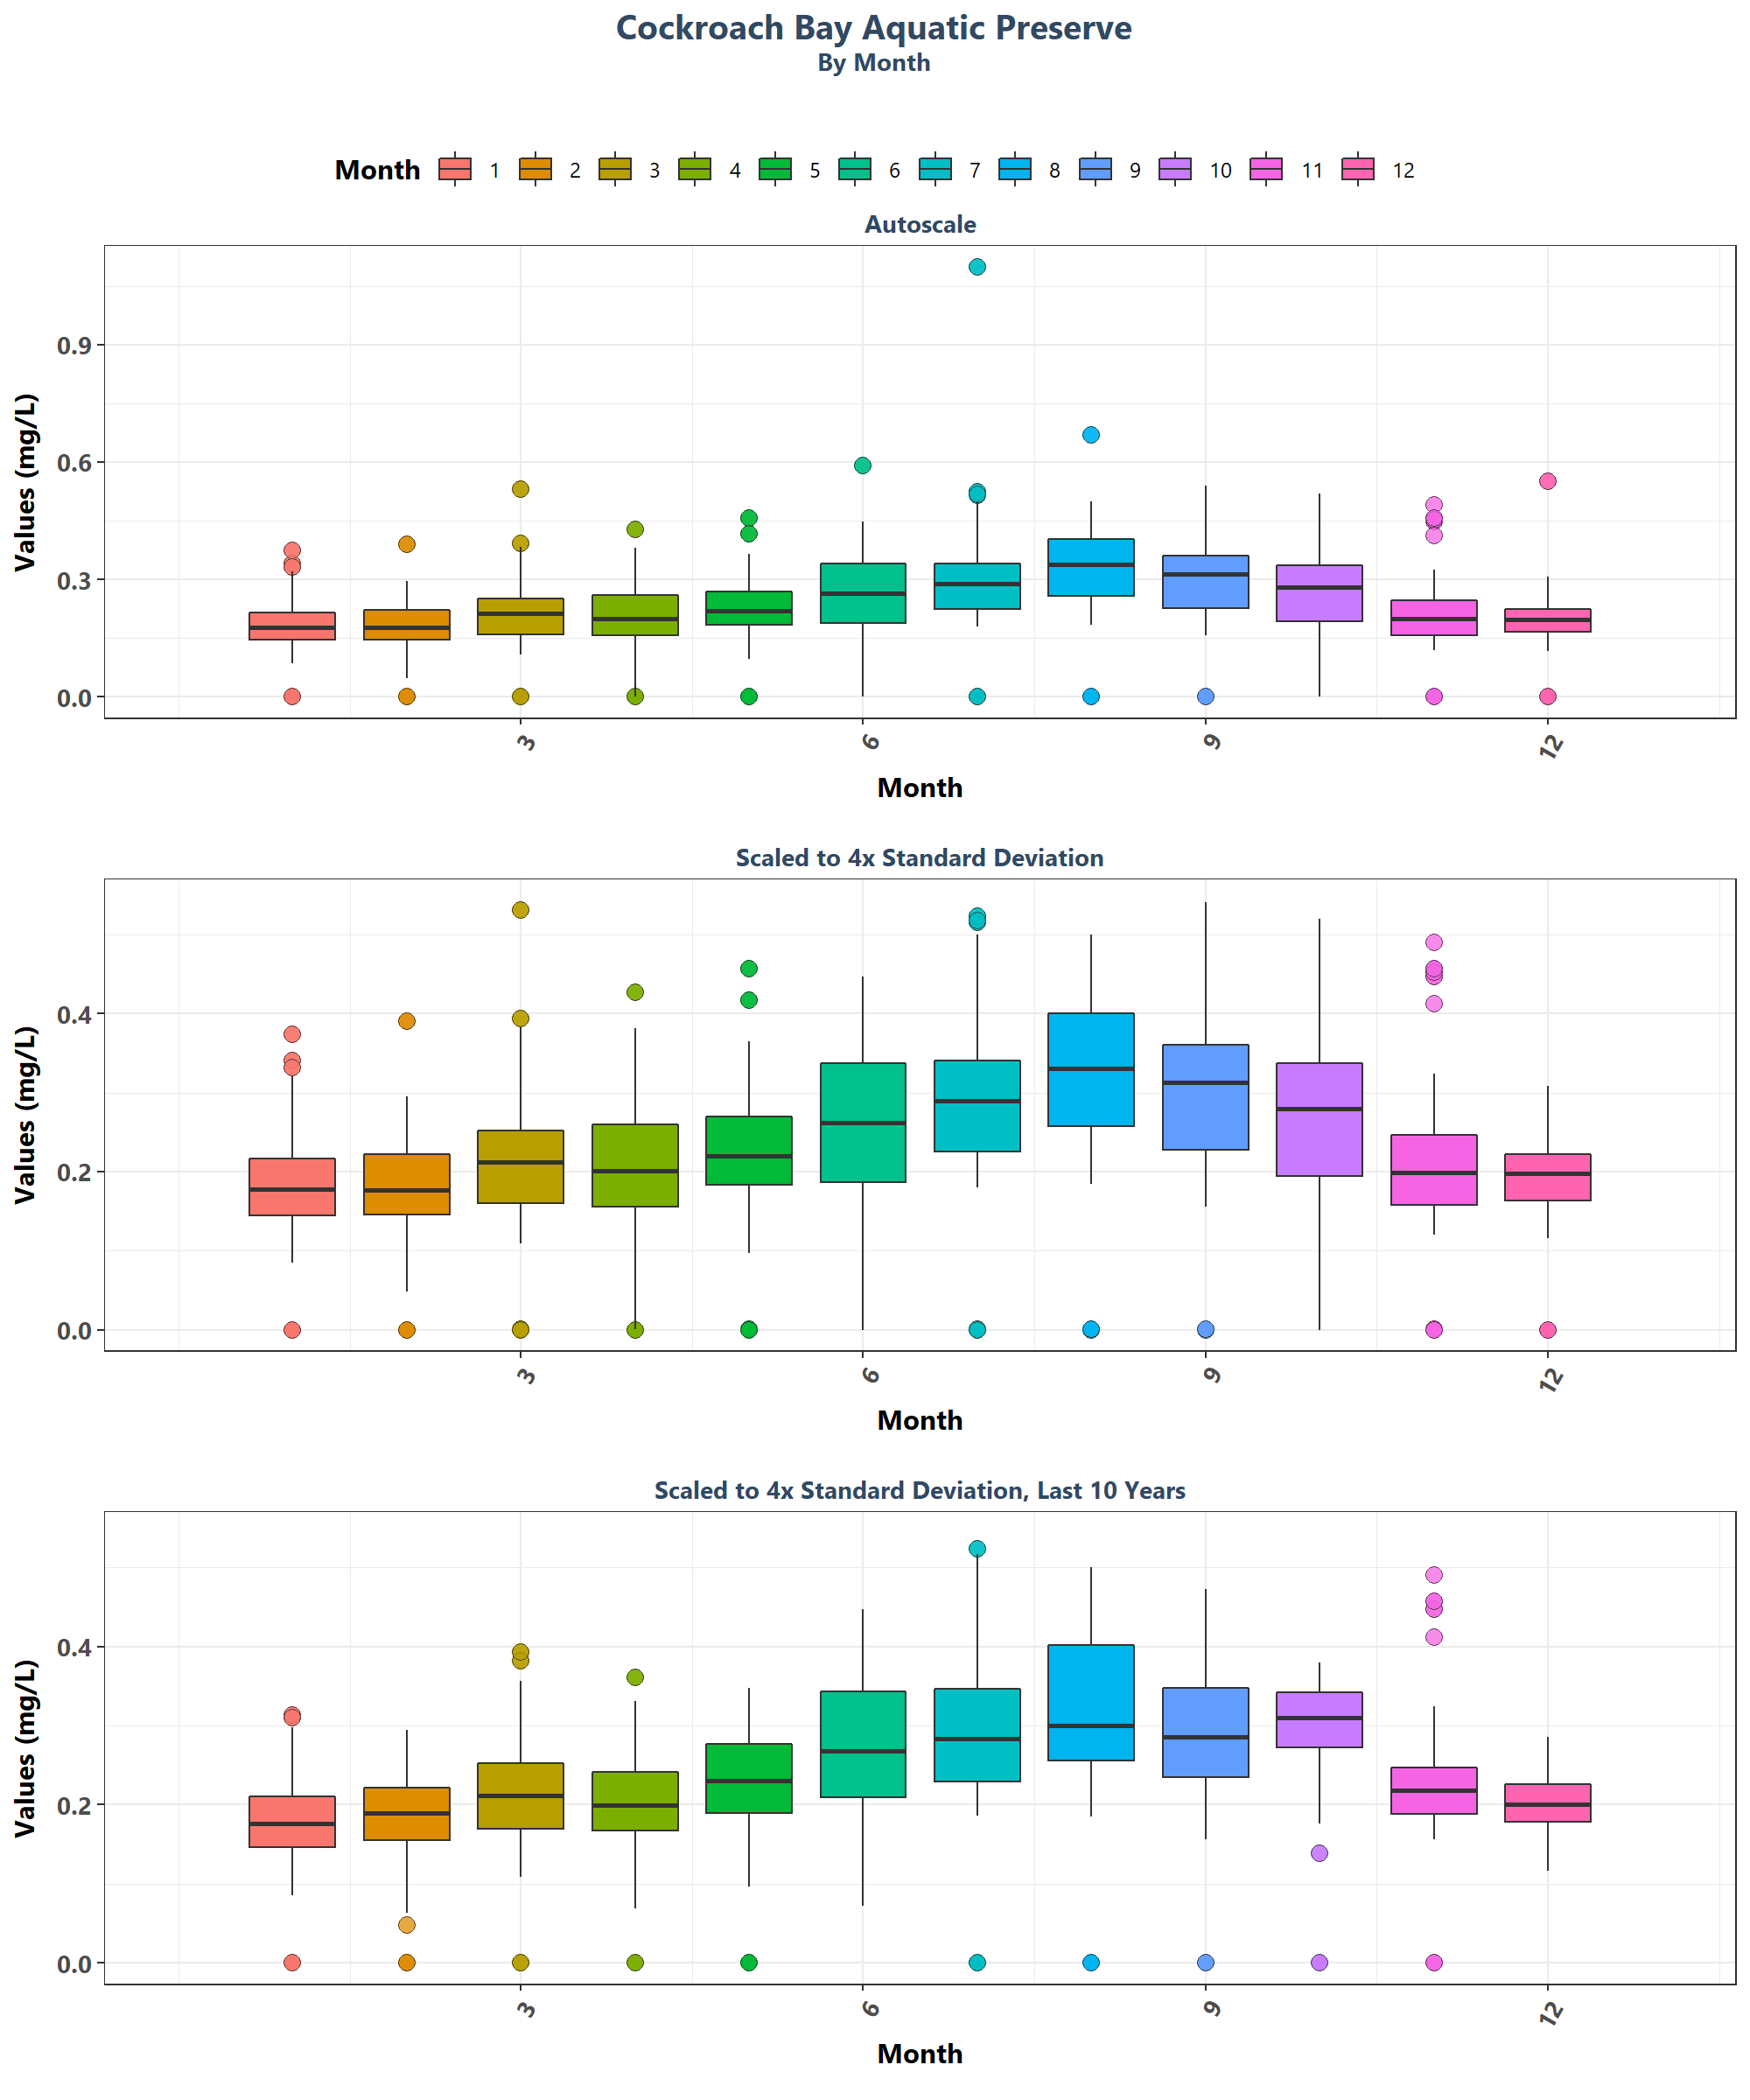 Cockroach Bay Aquatic Preserve
By Month
Month 1 2 3 4 5 6 7 8 9 10 11 12
Autoscale
Values (mg/L)
0.9
0.6
0.3
0.0
3 6 9 12
Month
Scaled to 4x Standard Deviation
Values (mg/L)
0.4
0.2
0.0
3 6 9 12
Month
Scaled to 4x Standard Deviation, Last 10 Years
Values (mg/L)
0.4
0.2
0.0
3 6 9 12
Month